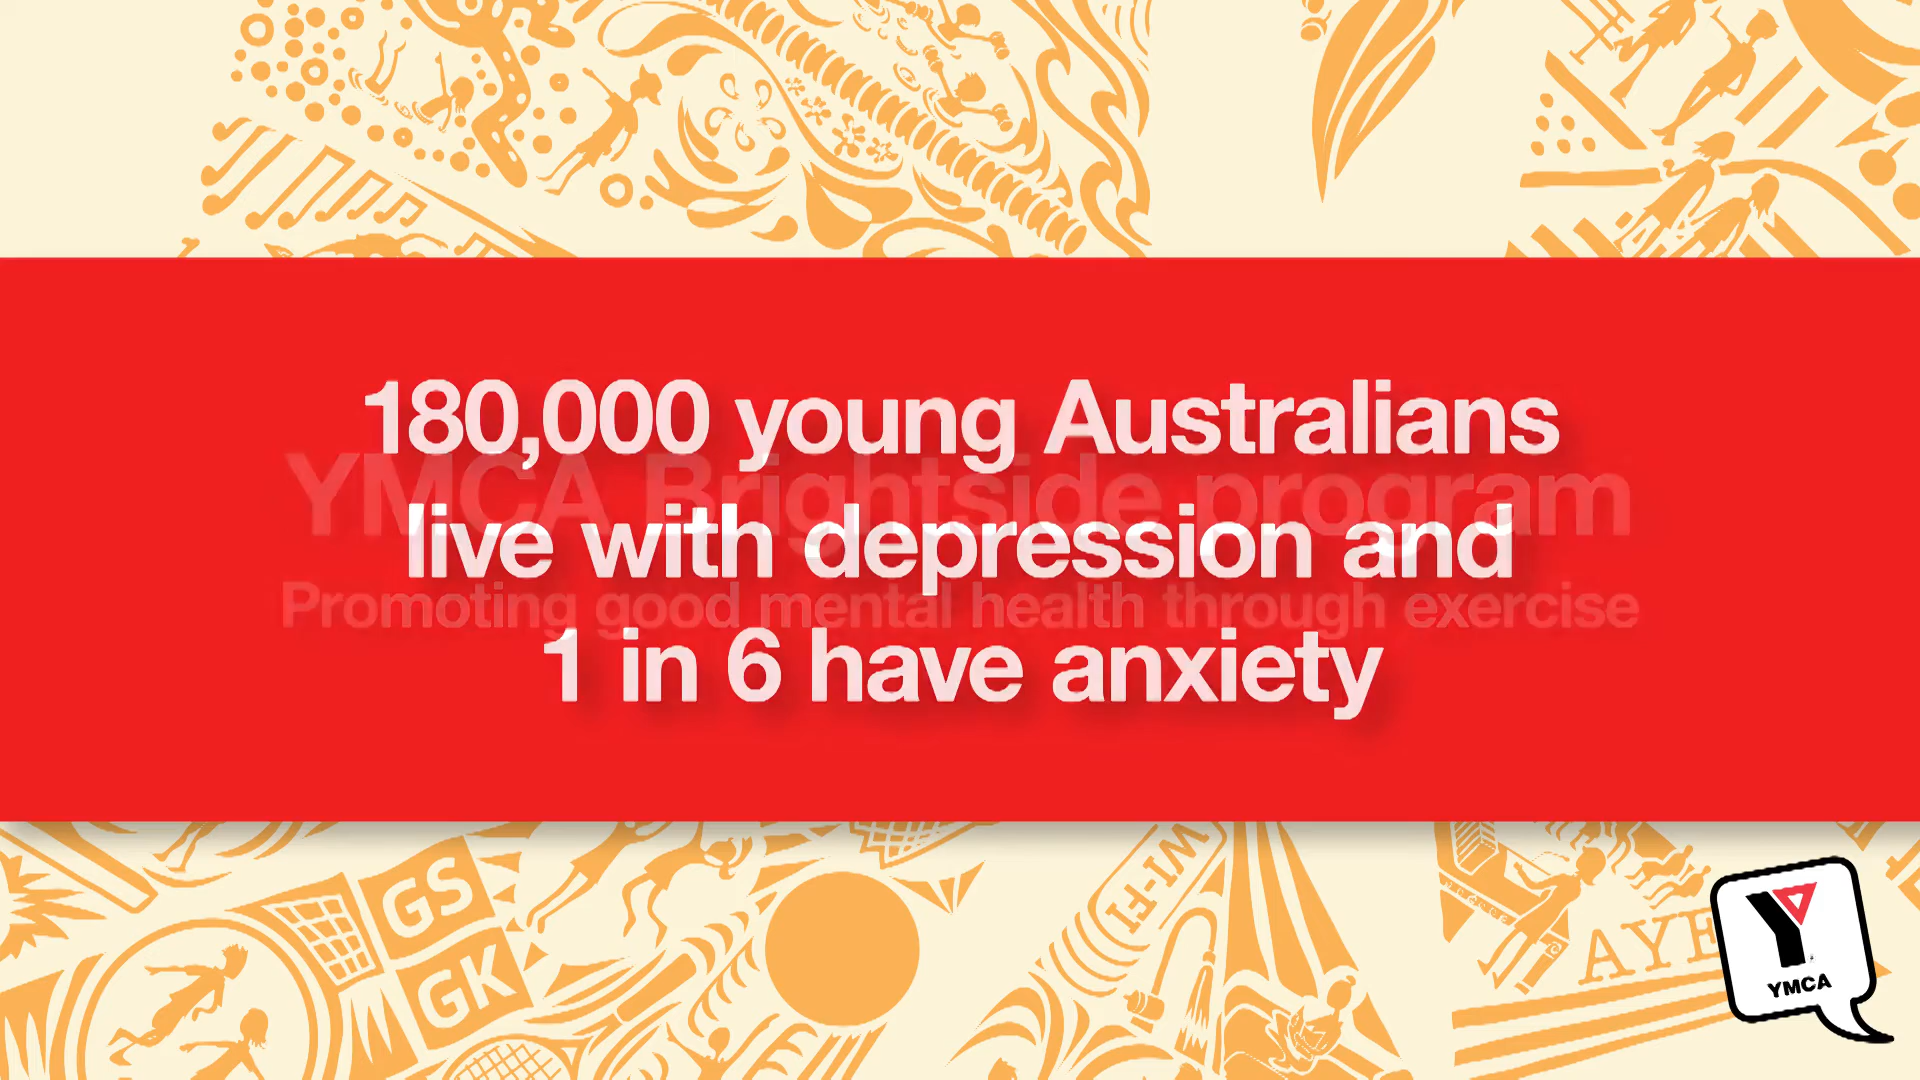 180,000 young Australians
YMCA Brightside program
live with depression and
Promoting good mental health through exercise
1 in 6 have anxiety
GS
GK
WI-FI
AYE
Y
YMCA